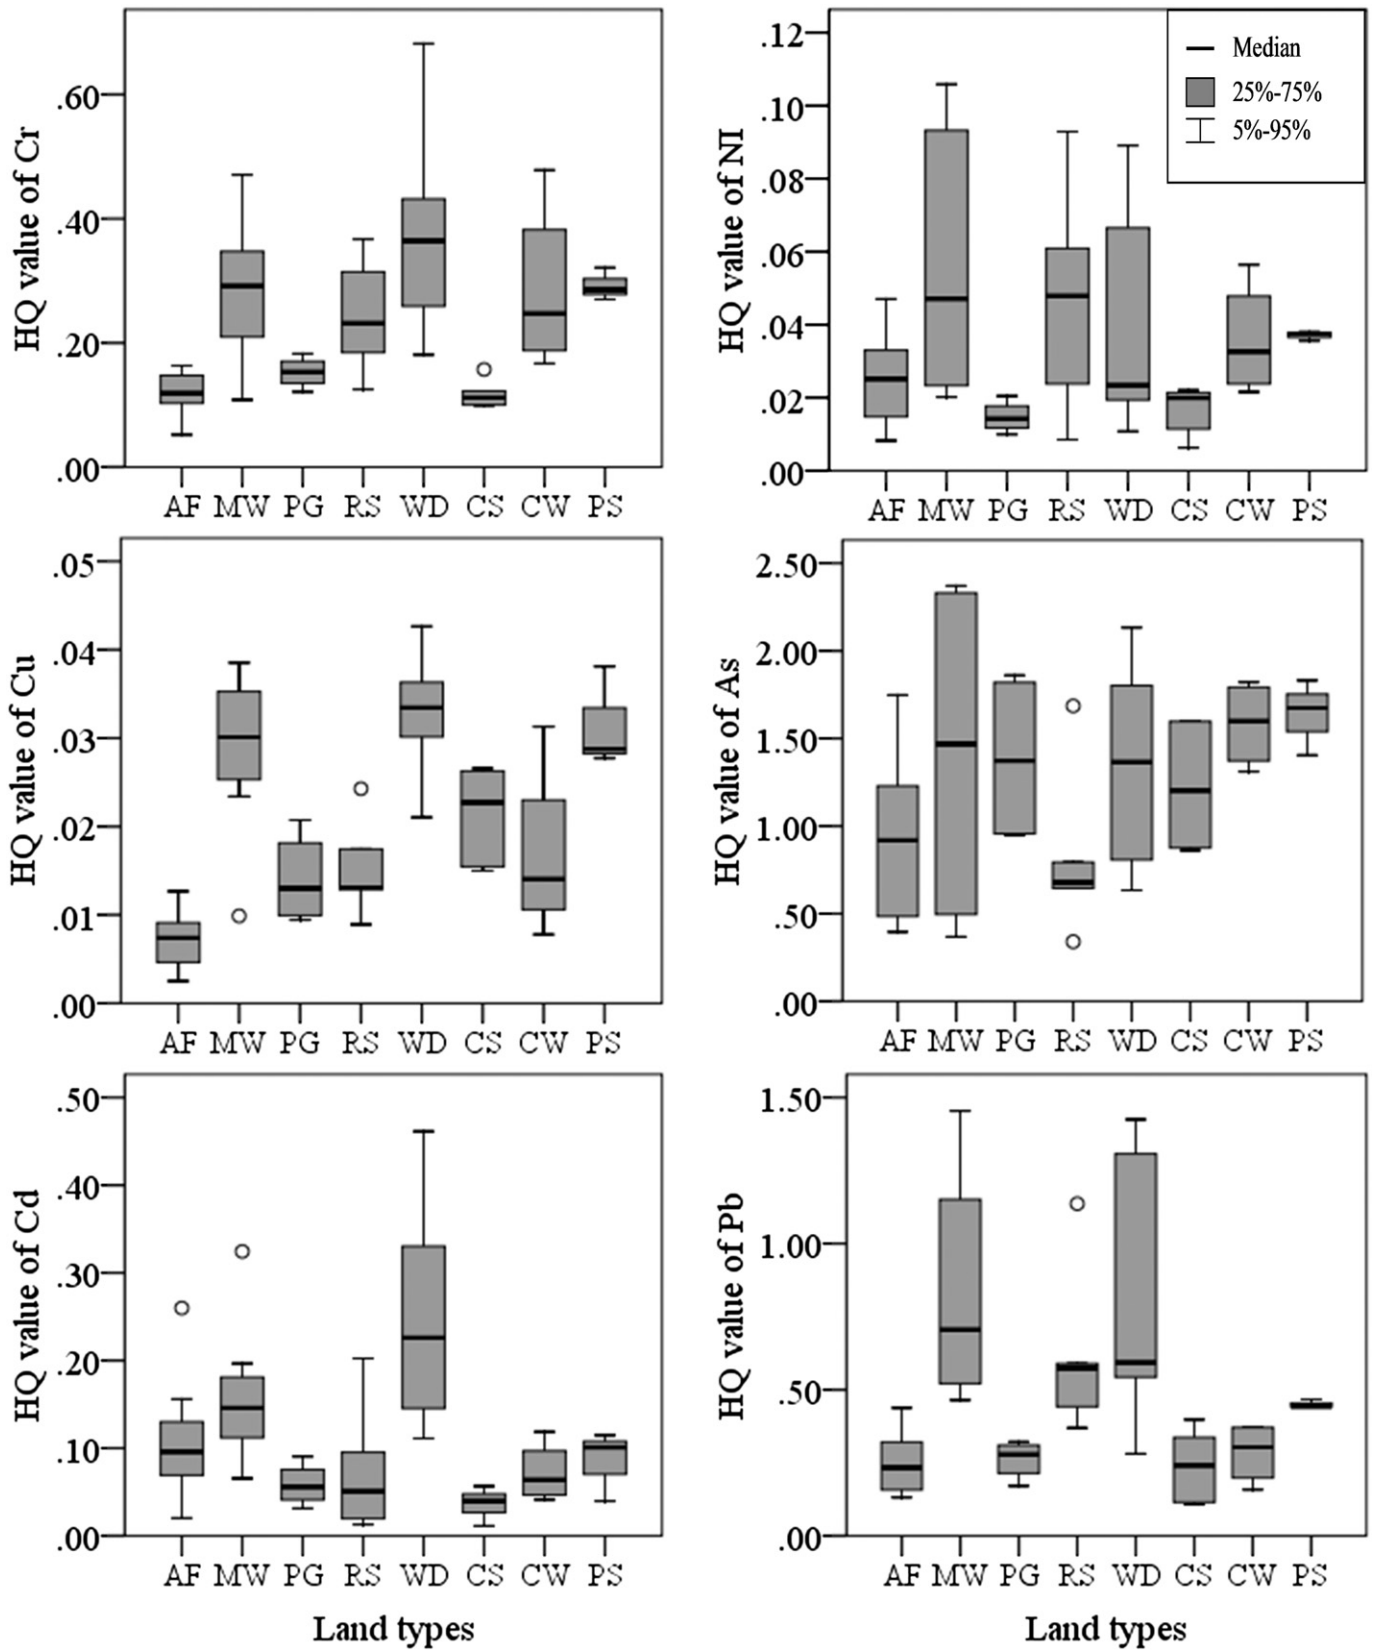 HQ value of Cr
.60
.40
.20
.00
AF MW PG RS WD CS CW PS
HQ value of NI
.12
.10
.08
.06
.04
.02
.00
AF MW PG RS WD CS CW PS
Median
25%-75%
5%-95%
HQ value of Cu
.05
.04
.03
.02
.01
.00
AF MW PG RS WD CS CW PS
HQ value of As
2.50
2.00
1.50
1.00
.50
.00
AF MW PG RS WD CS CW PS
HQ value of Cd
.50
.40
.30
.20
.10
.00
AF MW PG RS WD CS CW PS
Land types
HQ value of Pb
1.50
1.00
.50
.00
AF MW PG RS WD CS CW PS
Land types